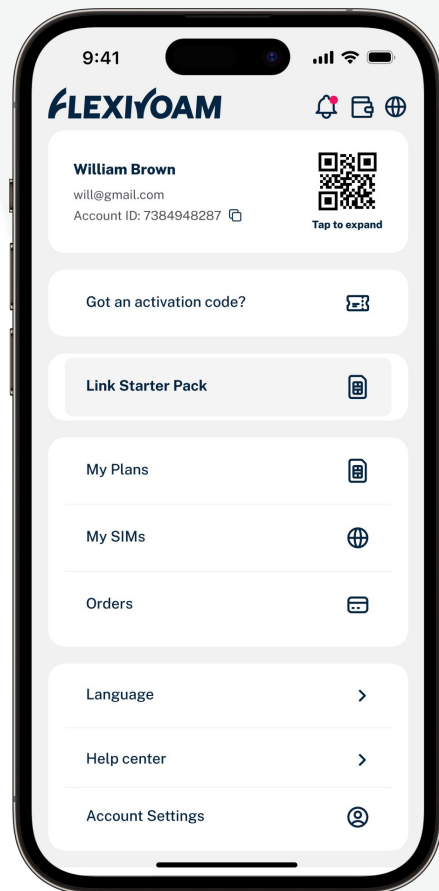 9:41
FLEXIROAM
William Brown
will@gmail.com
Account ID: 7384948287
Tap to expand
Got an activation code?
Link Starter Pack
My Plans
My SIMs
Orders
Language
Help center
Account Settings